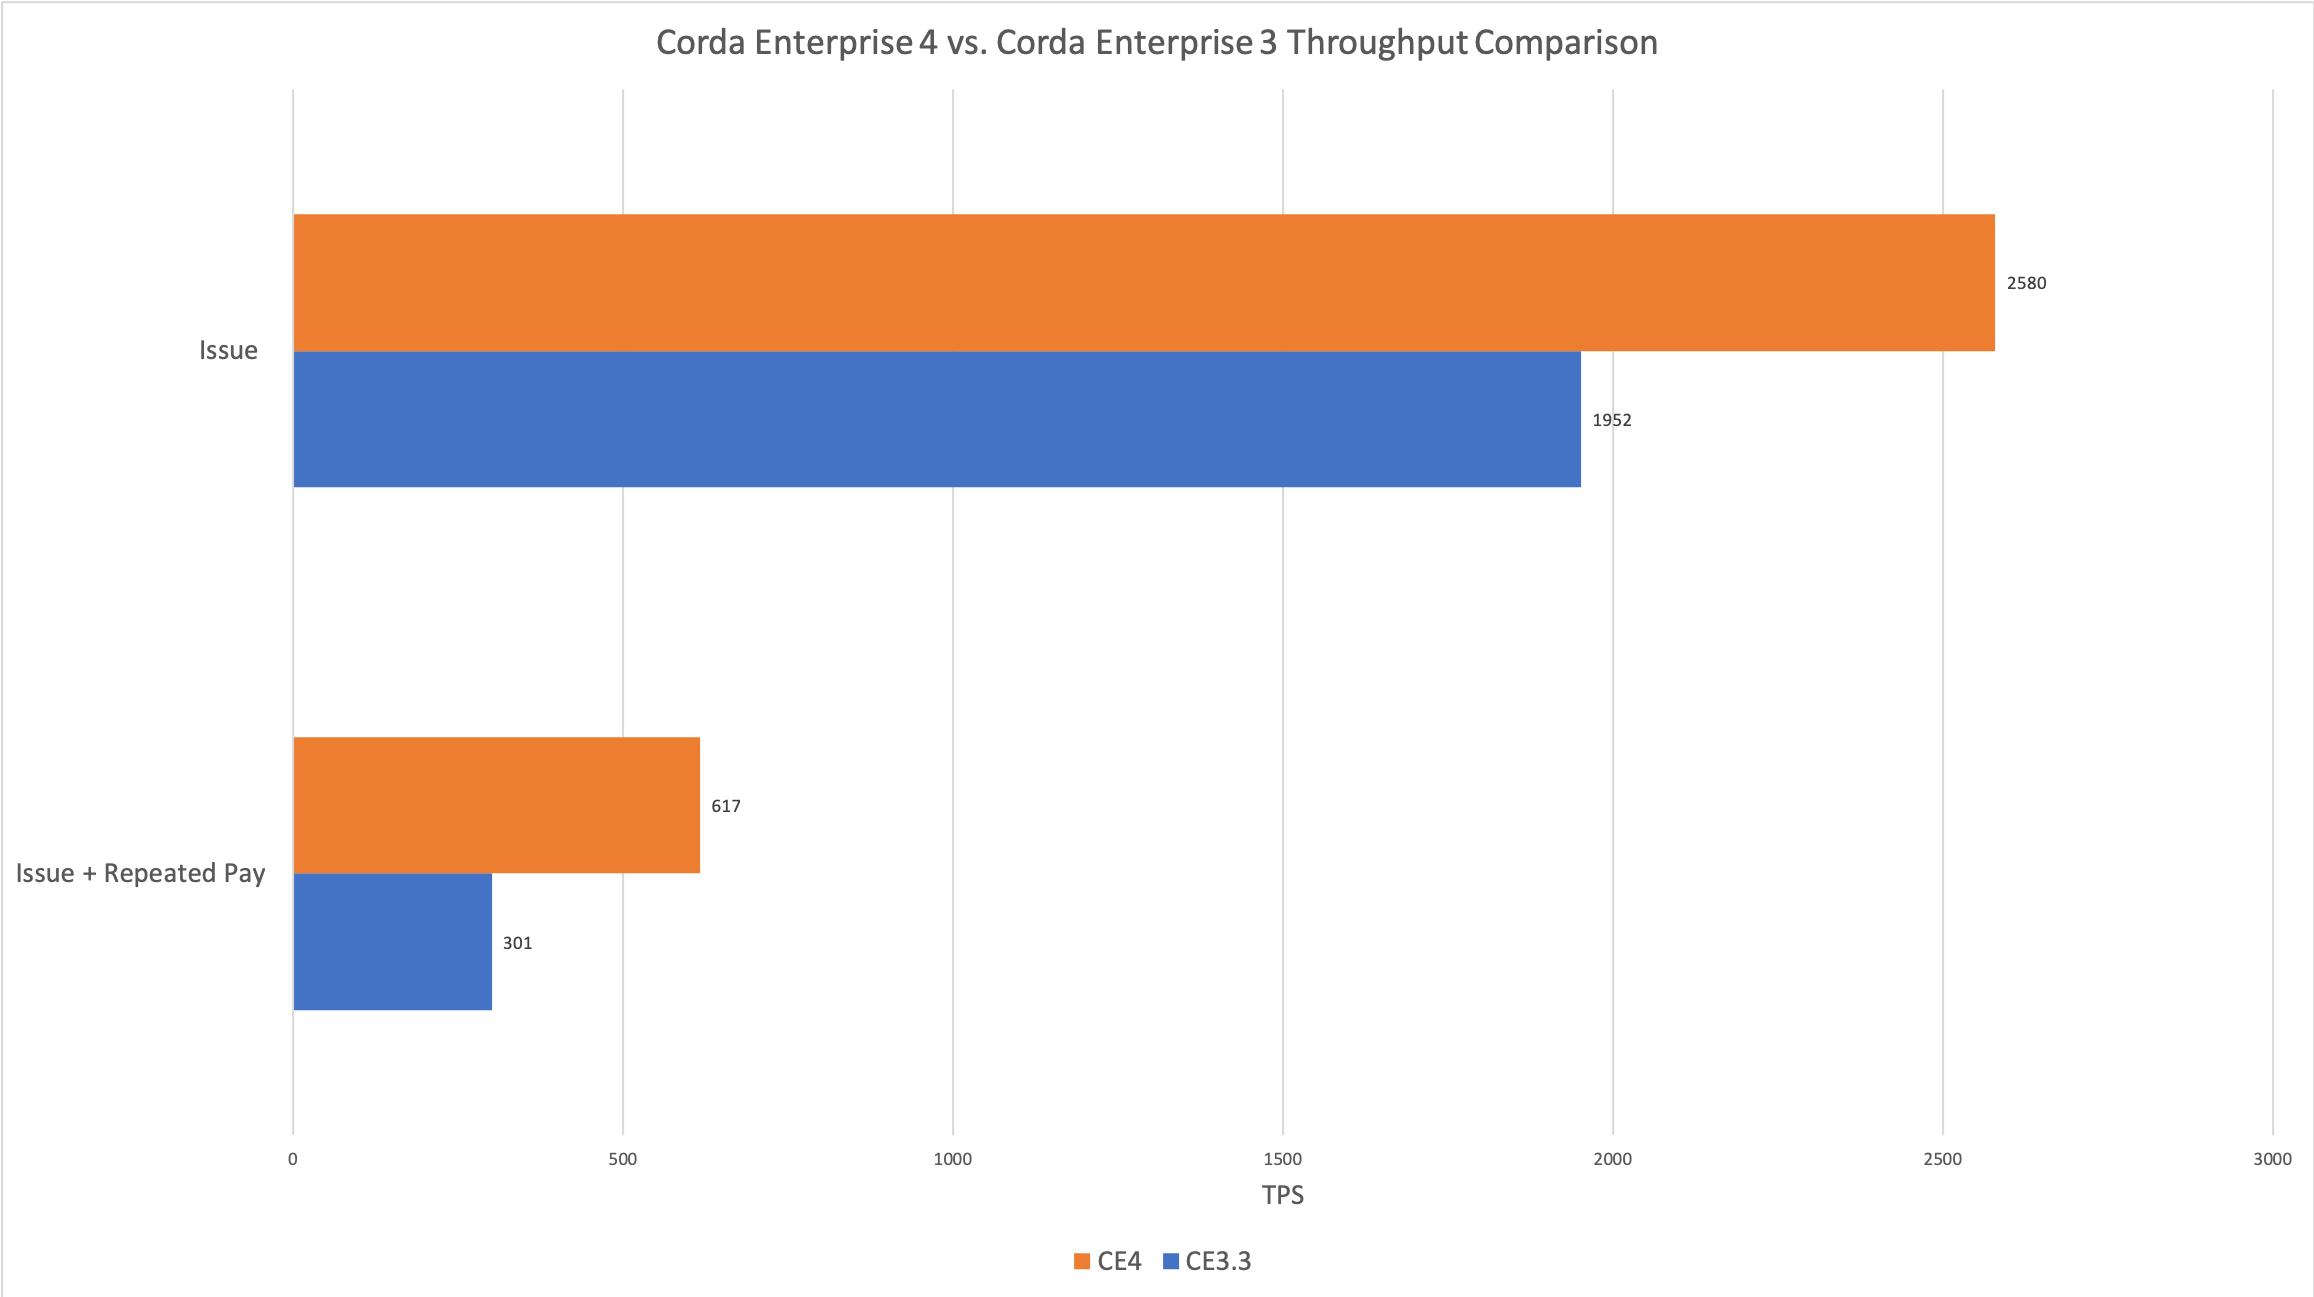 Corda Enterprise 4 vs. Corda Enterprise 3 Throughput Comparison
2580
Issue
1952
617
Issue + Repeated Pay
301
0 500 1000 1500 2000 2500 3000
TPS
CE4 CE3.3